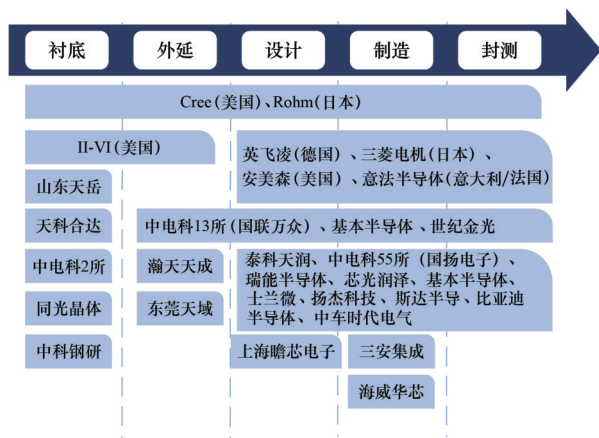 衬底 外延 设计 制造 封测
Cree(美国)、Rohm(日本)
II-VI(美国)
英飞凌(德国)、三菱电机(日本)、
安美森(美国)、意法半导体(意大利/法国)
山东天岳
天科合达
中电科13所(国联万众)、基本半导体、世纪金光
中电科2所
瀚天天成
泰科天润、中电科55所(国扬电子)、
瑞能半导体、芯光润泽、基本半导体、
士兰微、扬杰科技、斯达半导、比亚迪
半导体、中车时代电气
同光晶体
东莞天域
中科钢研
上海瞻芯电子
三安集成
海威华芯